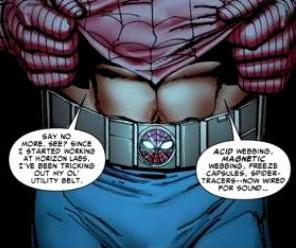 SAY NO
MORE. SEE? SINCE
I STARTED WORKING
AT HORIZON LABS,
I'VE BEEN TRICKING
OUT MY OL'
UTILITY BELT.
ACID WEBBING,
MAGNETIC
WEBBING, FREEZE
CAPSULES, SPIDER-
TRACERS--NOW WIRED
FOR SOUND...